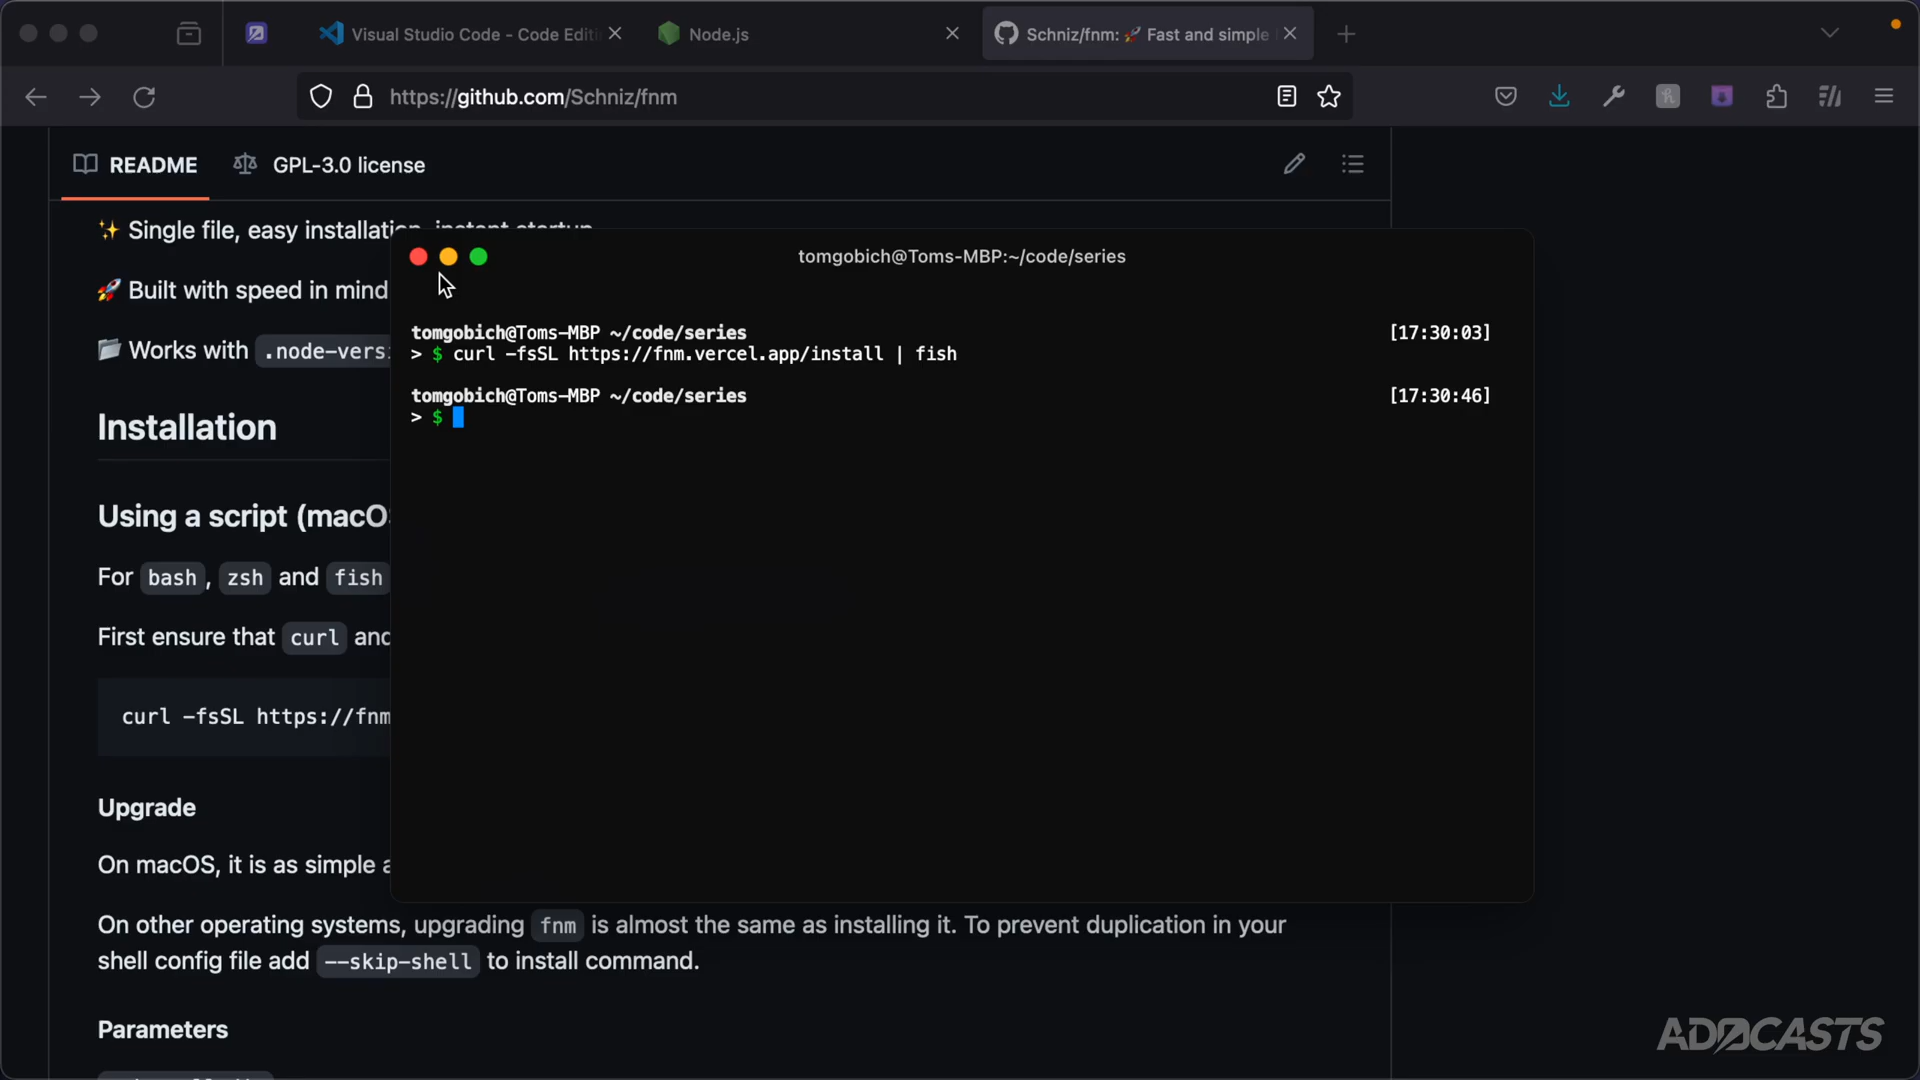 Visual Studio Code - Code Editi
Node.js
Schniz/fnm: 🚀 Fast and simple
https://github.com/Schniz/fnm
README
GPL-3.0 license
✨ Single file, easy installation, instant startup
🚀 Built with speed in mind
📂 Works with .node-versi
Installation
Using a script (macOS
For bash, zsh and fish
First ensure that curl and
curl -fsSL https://fnm
Upgrade
On macOS, it is as simple a
On other operating systems, upgrading fnm is almost the same as installing it. To prevent duplication in your
shell config file add --skip-shell to install command.
Parameters
tomgobich@Toms-MBP:~/code/series
tomgobich@Toms-MBP ~/code/series [17:30:03]
> $ curl -fsSL https://fnm.vercel.app/install | fish
tomgobich@Toms-MBP ~/code/series [17:30:46]
> $
ADOCASTS